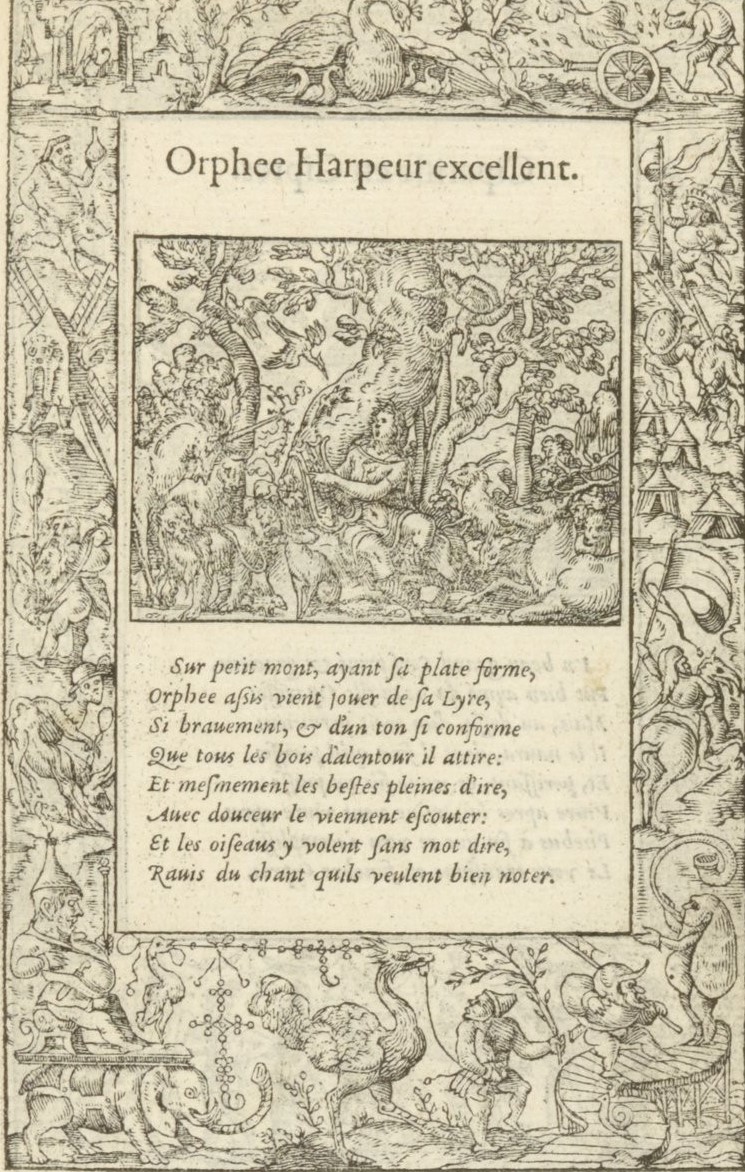 Orphee Harpeur excellent.
Sur petit mont, ayant ſa plate forme,
Orphee aſsis vient jouer de ſa Lyre,
Si brauement, & d'un ton ſi conforme
Que tous les bois d'alentour il attire:
Et meſmement les beſtes pleines d'ire,
Auec douceur le viennent eſcouter:
Et les oiſeaus y volent ſans mot dire,
Rauis du chant quils veulent bien noter.